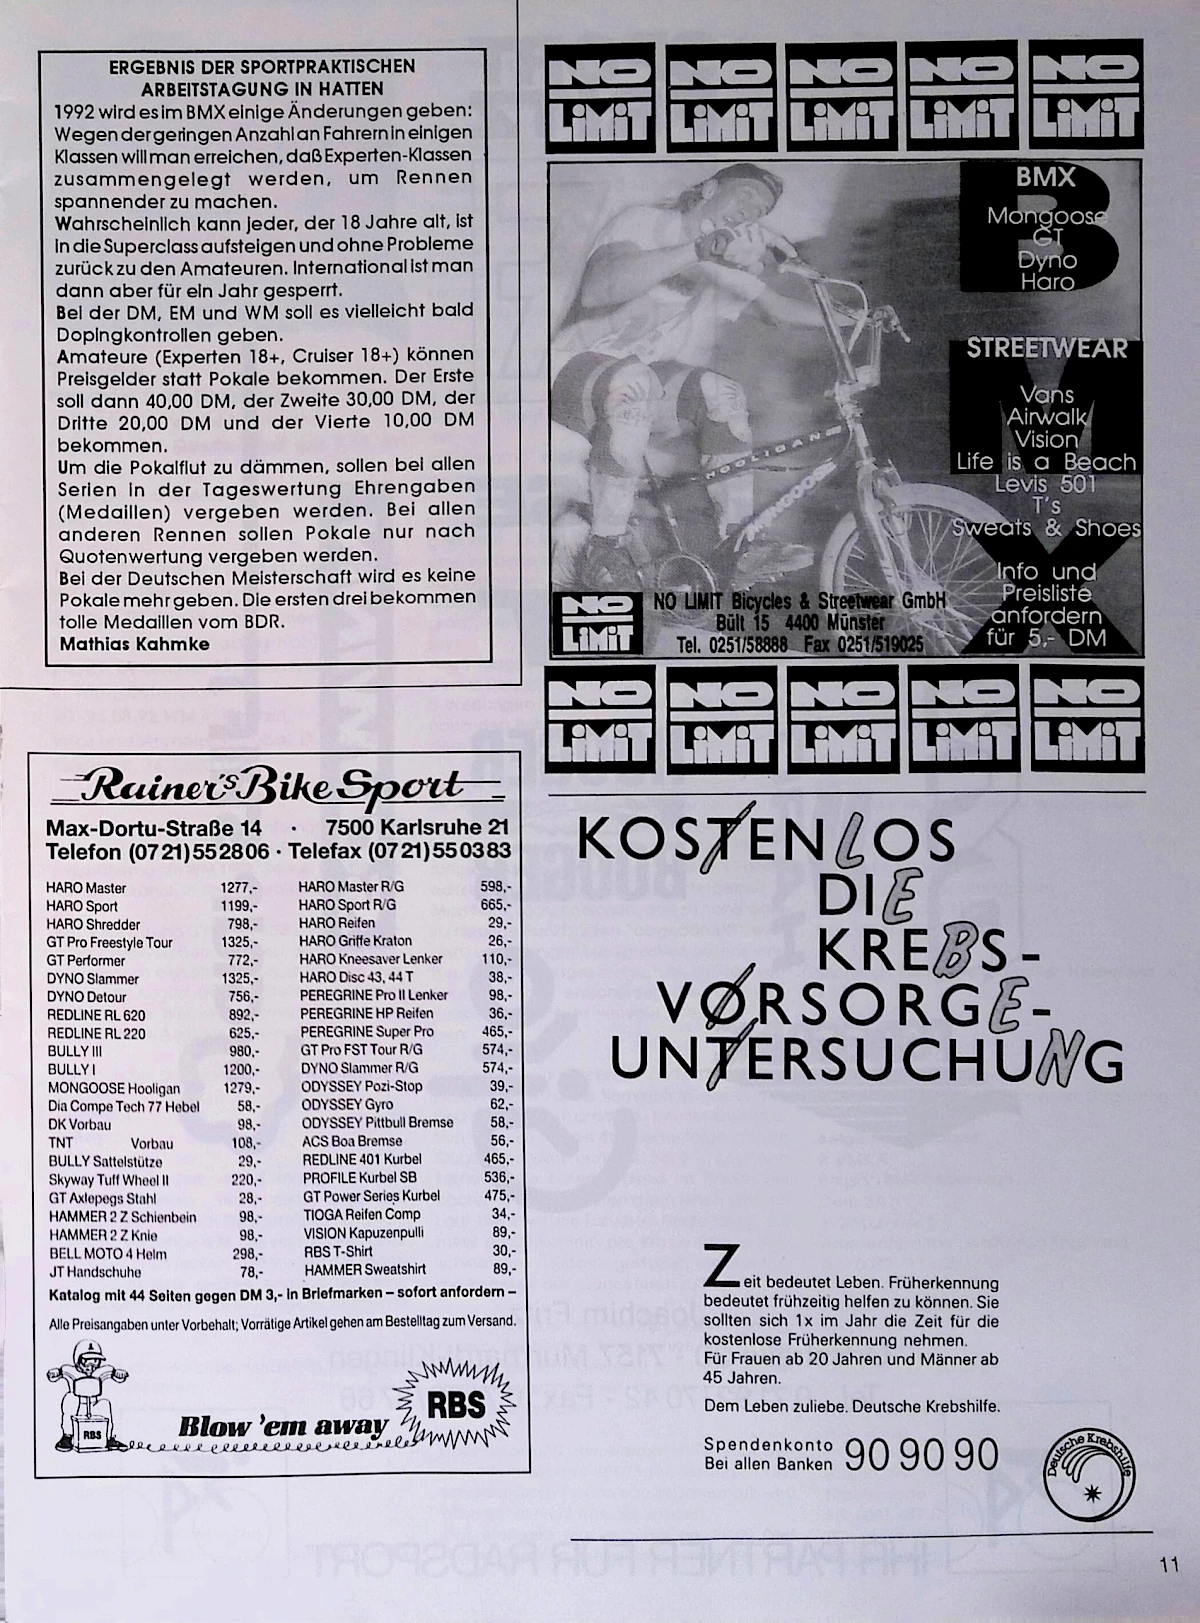 ERGEBNIS DER SPORTPRAKTISCHEN
ARBEITSTAGUNG IN HATTEN
1992 wird es im BMX einige Änderungen geben:
Wegen der geringen Anzahl an Fahrern in einigen
Klassen will man erreichen, daß Experten-Klassen
zusammengelegt werden, um Rennen
spannender zu machen.
Wahrscheinlich kann jeder, der 18 Jahre alt, ist
in die Superclass aufsteigen und ohne Probleme
zurück zu den Amateuren. International ist man
dann aber für ein Jahr gesperrt.
Bei der DM, EM und WM soll es vielleicht bald
Dopingkontrollen geben.
Amateure (Experten 18+, Cruiser 18+) können
Preisgelder statt Pokale bekommen. Der Erste
soll dann 40,00 DM, der Zweite 30,00 DM, der
Dritte 20,00 DM und der Vierte 10,00 DM
bekommen.
Um die Pokalflut zu dämmen, sollen bei allen
Serien in der Tageswertung Ehrengaben
(Medaillen) vergeben werden. Bei allen
anderen Rennen sollen Pokale nur nach
Quotenwertung vergeben werden.
Bei der Deutschen Meisterschaft wird es keine
Pokale mehr geben. Die ersten drei bekommen
tolle Medaillen vom BDR.
Mathias Kahmke
Rainer's Bike Sport
Max-Dortu-Straße 14 · 7500 Karlsruhe 21
Telefon (07 21) 55 28 06 · Telefax (07 21) 55 03 83
HARO Master 1277,-
HARO Sport 1199,-
HARO Shredder 798,-
GT Pro Freestyle Tour 1325,-
GT Performer 772,-
DYNO Slammer 1325,-
DYNO Detour 756,-
REDLINE RL 620 892,-
REDLINE RL 220 625,-
BULLY III 980,-
BULLY I 1200,-
MONGOOSE Hooligan 1279,-
Dia Compe Tech 77 Hebel 58,-
DK Vorbau 98,-
TNT Vorbau 108,-
BULLY Sattelstütze 29,-
Skyway Tuff Wheel II 220,-
GT Axlepegs Stahl 28,-
HAMMER 2 Z Schienbein 98,-
HAMMER 2 Z Knie 98,-
BELL MOTO 4 Helm 298,-
JT Handschuhe 78,-
HARO Master R/G 598,-
HARO Sport R/G 665,-
HARO Reifen 29,-
HARO Griffe Kraton 26,-
HARO Kneesaver Lenker 110,-
HARO Disc 43, 44 T 38,-
PEREGRINE Pro II Lenker 98,-
PEREGRINE HP Reifen 36,-
PEREGRINE Super Pro 465,-
GT Pro FST Tour R/G 574,-
DYNO Slammer R/G 574,-
ODYSSEY Pozi-Stop 39,-
ODYSSEY Gyro 62,-
ODYSSEY Pittbull Bremse 58,-
ACS Boa Bremse 56,-
REDLINE 401 Kurbel 465,-
PROFILE Kurbel SB 536,-
GT Power Series Kurbel 475,-
TIOGA Reifen Comp 34,-
VISION Kapuzenpulli 89,-
RBS T-Shirt 30,-
HAMMER Sweatshirt 89,-
Katalog mit 44 Seiten gegen DM 3,- in Briefmarken – sofort anfordern –
Alle Preisangaben unter Vorbehalt; Vorrätige Artikel gehen am Bestelltag zum Versand.
RBS
Blow 'em away
RBS
NO LIMIT NO LIMIT NO LIMIT NO LIMIT NO LIMIT
BMX
BMX
Mongoose
GT
Dyno
Haro
STREETWEAR
Vans
Airwalk
Vision
Life is a Beach
Levis 501
T's
Sweats & Shoes
Info und
Preisliste
anfordern
für 5,- DM
HOOLIGAN
MONGOOSE
NO LIMIT
NO LIMIT Bicycles & Streetwear GmbH
Bült 15 4400 Münster
Tel. 0251/58888 Fax 0251/519025
NO LIMIT NO LIMIT NO LIMIT NO LIMIT NO LIMIT
KOSTENLOS
DIE
KREBS-
VORSORGE-
UNTERSUCHUNG
Zeit bedeutet Leben. Früherkennung
bedeutet frühzeitig helfen zu können. Sie
sollten sich 1x im Jahr die Zeit für die
kostenlose Früherkennung nehmen.
Für Frauen ab 20 Jahren und Männer ab
45 Jahren.
Dem Leben zuliebe. Deutsche Krebshilfe.
Spendenkonto
Bei allen Banken 90 90 90
Deutsche Krebshilfe
11